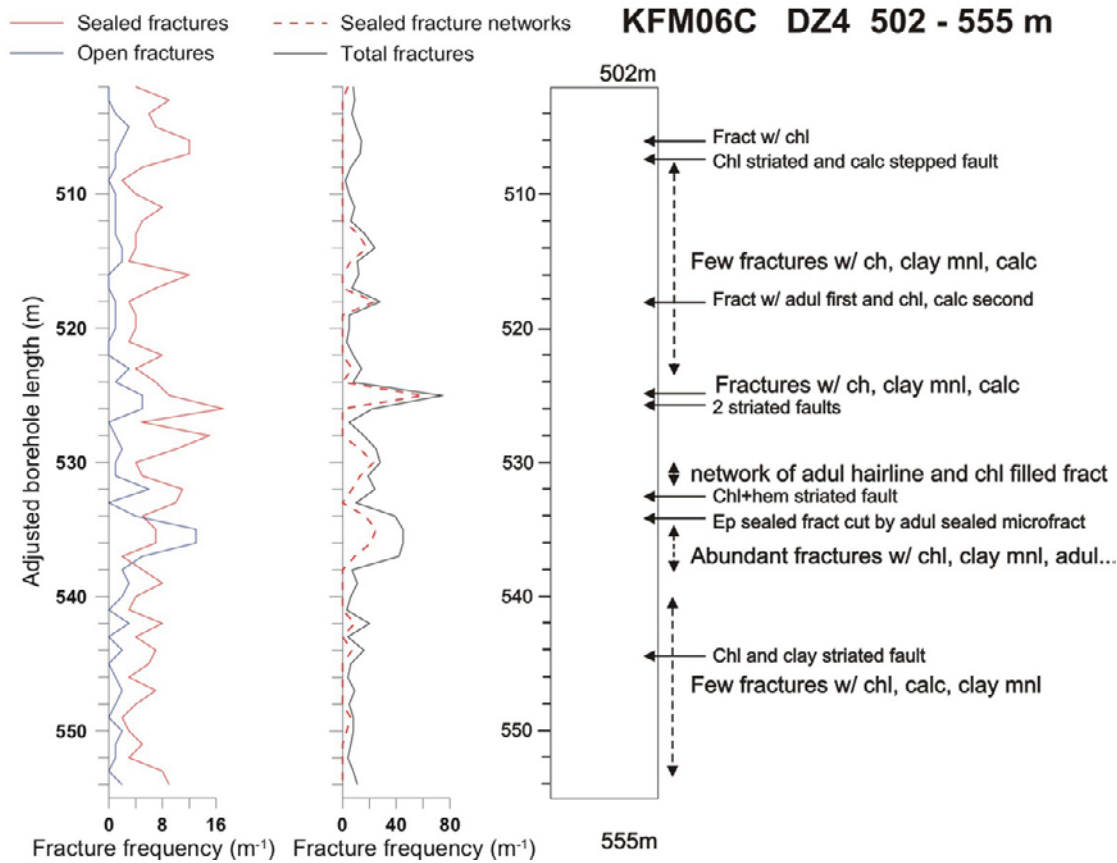 Sealed fractures
Sealed fracture networks
KFM06C DZ4 502 - 555 m
Open fractures
Total fractures
502m
Fract w/ chl
Chl striated and calc stepped fault
510
510
Few fractures w/ ch, clay mnl, calc
Fract w/ adul first and chl, calc second
520
520
Fractures w/ ch, clay mnl, calc
2 striated faults
530
530
network of adul hairline and chl filled fract
Chl+hem striated fault
Ep sealed fract cut by adul sealed microfract
Abundant fractures w/ chl, clay mnl, adul...
540
540
Chl and clay striated fault
Few fractures w/ chl, calc, clay mnl
550
550
Adjusted borehole length (m)
0 8 16
0 40 80
555m
Fracture frequency (m-1)
Fracture frequency (m-1)